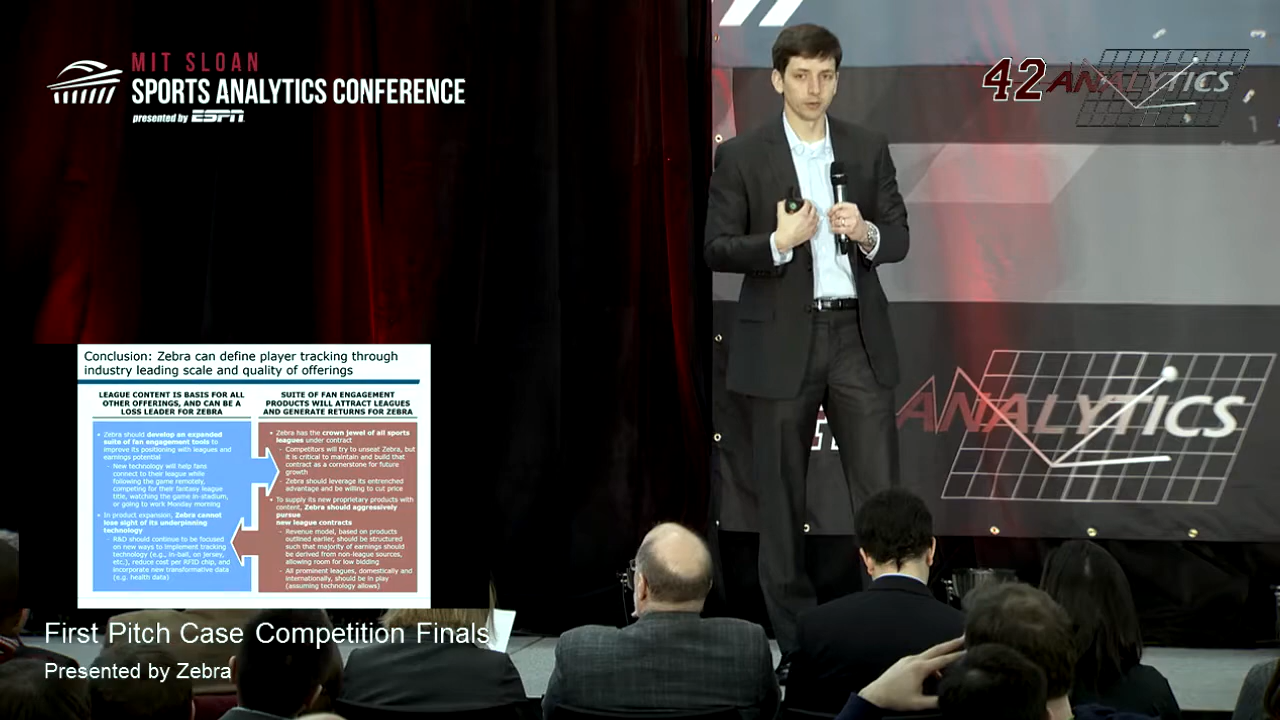 MIT SLOAN
SPORTS ANALYTICS CONFERENCE
presented by ESPN
42 ANALYTICS
ANALYTICS
Conclusion: Zebra can define player tracking through
industry leading scale and quality of offerings
LEAGUE CONTENT IS BASIS FOR ALL
OTHER OFFERINGS, AND CAN BE A
LOSS LEADER FOR ZEBRA
• Zebra should develop an expanded
suite of fan engagement tools to
improve its positioning with leagues and
earnings potential
- New technology will help fans
connect to their league while
following the game remotely,
competing for their fantasy league
title, watching the game in-stadium,
or going to work Monday morning
• In product expansion, Zebra cannot
lose sight of its underpinning
technology
- R&D should continue to be focused
on new ways to implement tracking
technology (e.g., in-ball, on jersey,
etc.), reduce cost per RFID chip, and
incorporate new transformative data
(e.g. health data)
SUITE OF FAN ENGAGEMENT
PRODUCTS WILL ATTRACT LEAGUES
AND GENERATE RETURNS FOR ZEBRA
• Zebra has the crown jewel of all sports
leagues under contract
- Competitors will try to unseat Zebra, but
it is critical to maintain and build that
contract as a cornerstone for future
growth
- Zebra should leverage its entrenched
advantage and be willing to cut price
• To supply its new proprietary products with
content, Zebra should aggressively
pursue
new league contracts
- Revenue model, based on products
outlined earlier, should be structured
such that majority of earnings should
be derived from non-league sources,
allowing room for low bidding
- All prominent leagues, domestically and
internationally, should be in play
(assuming technology allows)
First Pitch Case Competition Finals
Presented by Zebra